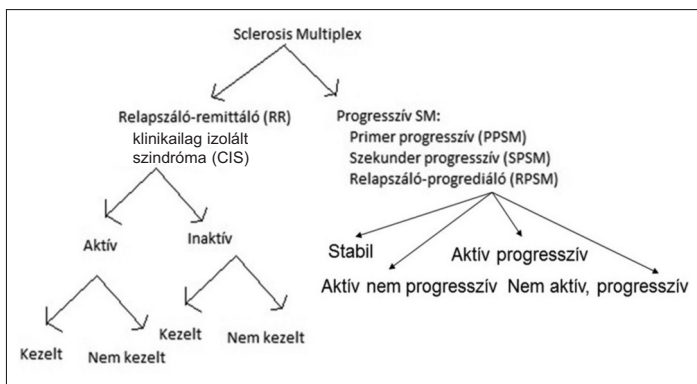 Sclerosis Multiplex
Relapszáló-remittáló (RR)
klinikailag izolált
szindróma (CIS)
Progresszív SM:
Primer progresszív (PPSM)
Szekunder progresszív (SPSM)
Relapszáló-progrediáló (RPSM)
Aktív
Inaktív
Stabil
Aktív progresszív
Aktív nem progresszív
Nem aktív, progresszív
Kezelt
Nem kezelt
Kezelt
Nem kezelt